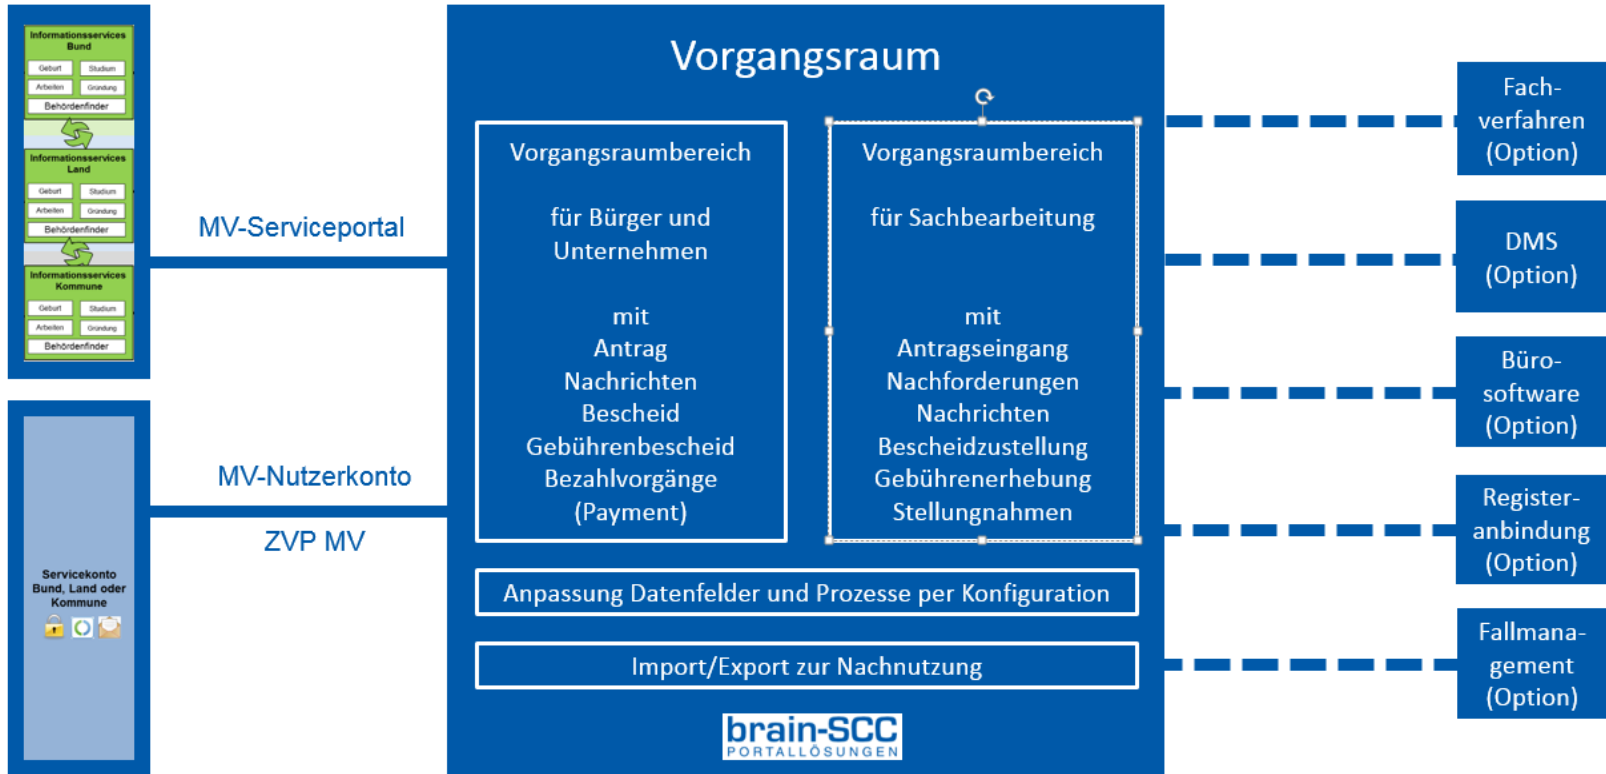 Informationsservices
Bund
Geburt
Studium
Arbeiten
Gründung
Behördenfinder
Informationsservices
Land
Geburt
Studium
Arbeiten
Gründung
Behördenfinder
Informationsservices
Kommune
Geburt
Studium
Arbeiten
Gründung
Behördenfinder
Servicekonto
Bund, Land oder
Kommune
MV-Serviceportal
MV-Nutzerkonto
ZVP MV
Vorgangsraum
Vorgangsraumbereich
für Bürger und
Unternehmen
mit
Antrag
Nachrichten
Bescheid
Gebührenbescheid
Bezahlvorgänge
(Payment)
Vorgangsraumbereich
für Sachbearbeitung
mit
Antragseingang
Nachforderungen
Nachrichten
Bescheidzustellung
Gebührenerhebung
Stellungnahmen
Anpassung Datenfelder und Prozesse per Konfiguration
Import/Export zur Nachnutzung
brain-SCC
PORTALLÖSUNGEN
Fach-
verfahren
(Option)
DMS
(Option)
Büro-
software
(Option)
Register-
anbindung
(Option)
Fallmana-
gement
(Option)